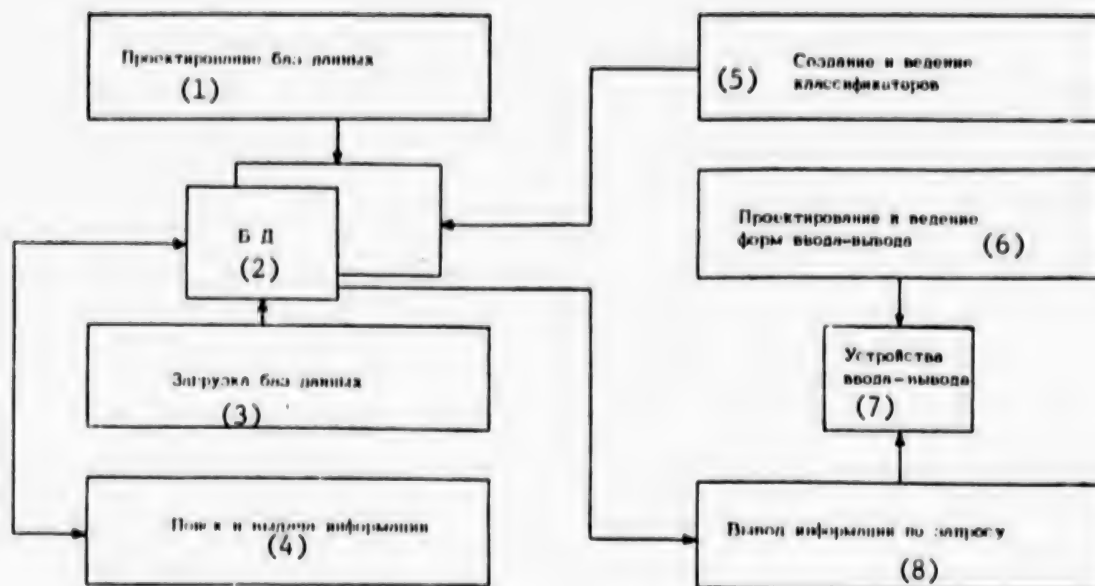 Проектирование баз данных
(1)
(5)
Создание и ведение
классификаторов
Б Д
(2)
Проектирование и ведение
форм ввода-вывода
(6)
Загрузка баз данных
(3)
Устройства
ввода-вывода
(7)
Поиск и выдача информации
(4)
Вывод информации по запросу
(8)